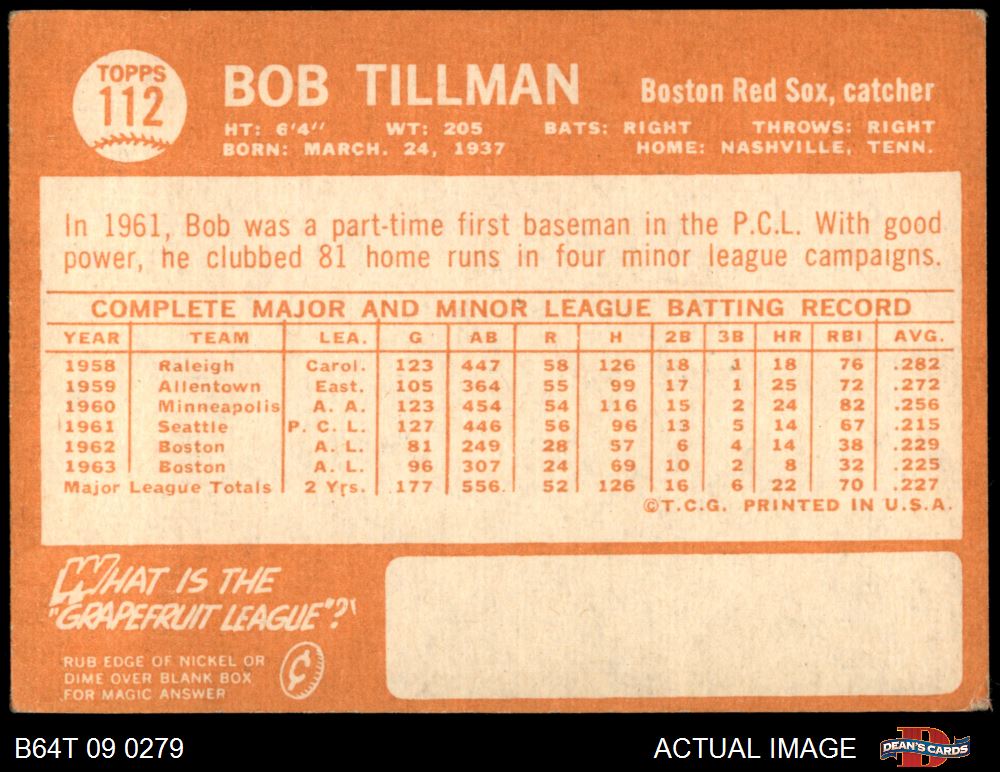 TOPPS
112
BOB TILLMAN
Boston Red Sox, catcher
HT: 6'4" WT: 205 BATS: RIGHT THROWS: RIGHT
BORN: MARCH. 24, 1937 HOME: NASHVILLE, TENN.
In 1961, Bob was a part-time first baseman in the P.C.L. With good
power, he clubbed 81 home runs in four minor league campaigns.
COMPLETE MAJOR AND MINOR LEAGUE BATTING RECORD
YEAR TEAM LEA. G AB R H 2B 3B HR RBI AVG.
1958 Raleigh Carol. 123 447 58 126 18 1 18 76 .282
1959 Allentown East. 105 364 55 99 17 1 25 72 .272
1960 Minneapolis A. A. 123 454 54 116 15 2 24 82 .256
1961 Seattle P. C. L. 127 446 56 96 13 5 14 67 .215
1962 Boston A. L. 81 249 28 57 6 4 14 38 .229
1963 Boston A. L. 96 307 24 69 10 2 8 32 .225
Major League Totals 2 Yrs. 177 556 52 126 16 6 22 70 .227
©T.C.G. PRINTED IN U.S.A.
WHAT IS THE
"GRAPEFRUIT LEAGUE"?
RUB EDGE OF NICKEL OR
DIME OVER BLANK BOX
FOR MAGIC ANSWER
¢
B64T 09 0279 ACTUAL IMAGE D DEAN'S CARDS